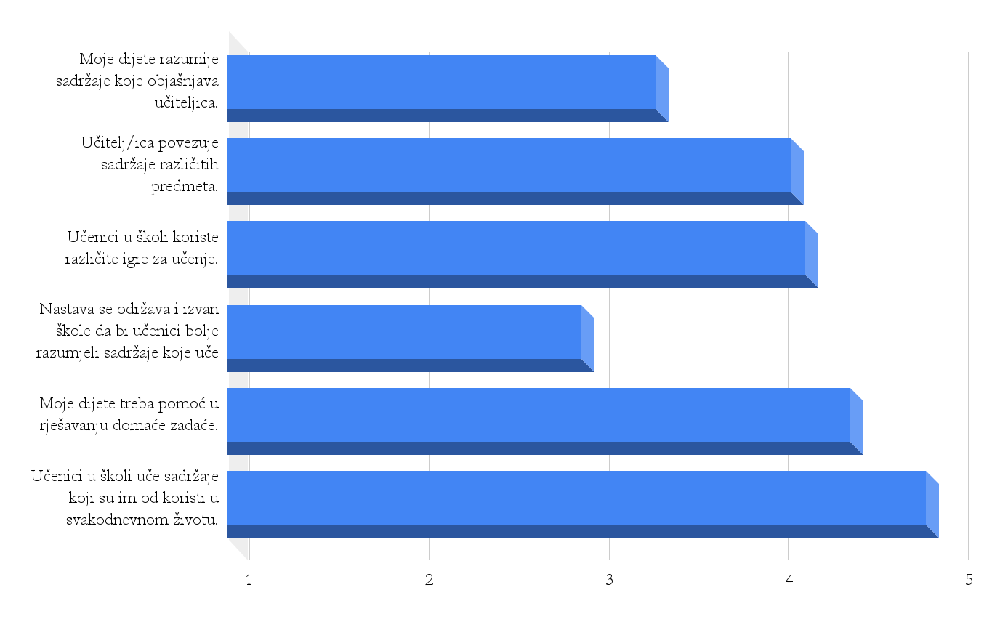 Moje dijete razumije
sadržaje koje objašnjava
učiteljica.
Učitelj/ica povezuje
sadržaje različitih
predmeta.
Učenici u školi koriste
različite igre za učenje.
Nastava se održava i izvan
škole da bi učenici bolje
razumjeli sadržaje koje uče
Moje dijete treba pomoć u
rješavanju domaće zadaće.
Učenici u školi uče sadržaje
koji su im od koristi u
svakodnevnom životu.
1 2 3 4 5